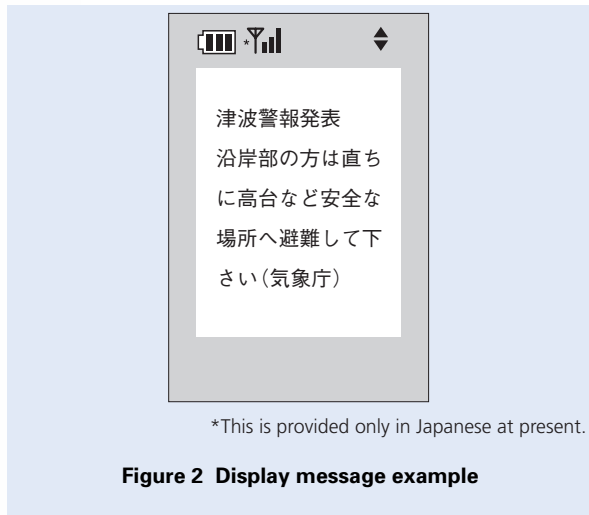 津波警報発表
沿岸部の方は直ち
に高台など安全な
場所へ避難して下
さい(気象庁)
*This is provided only in Japanese at present.
Figure 2  Display message example